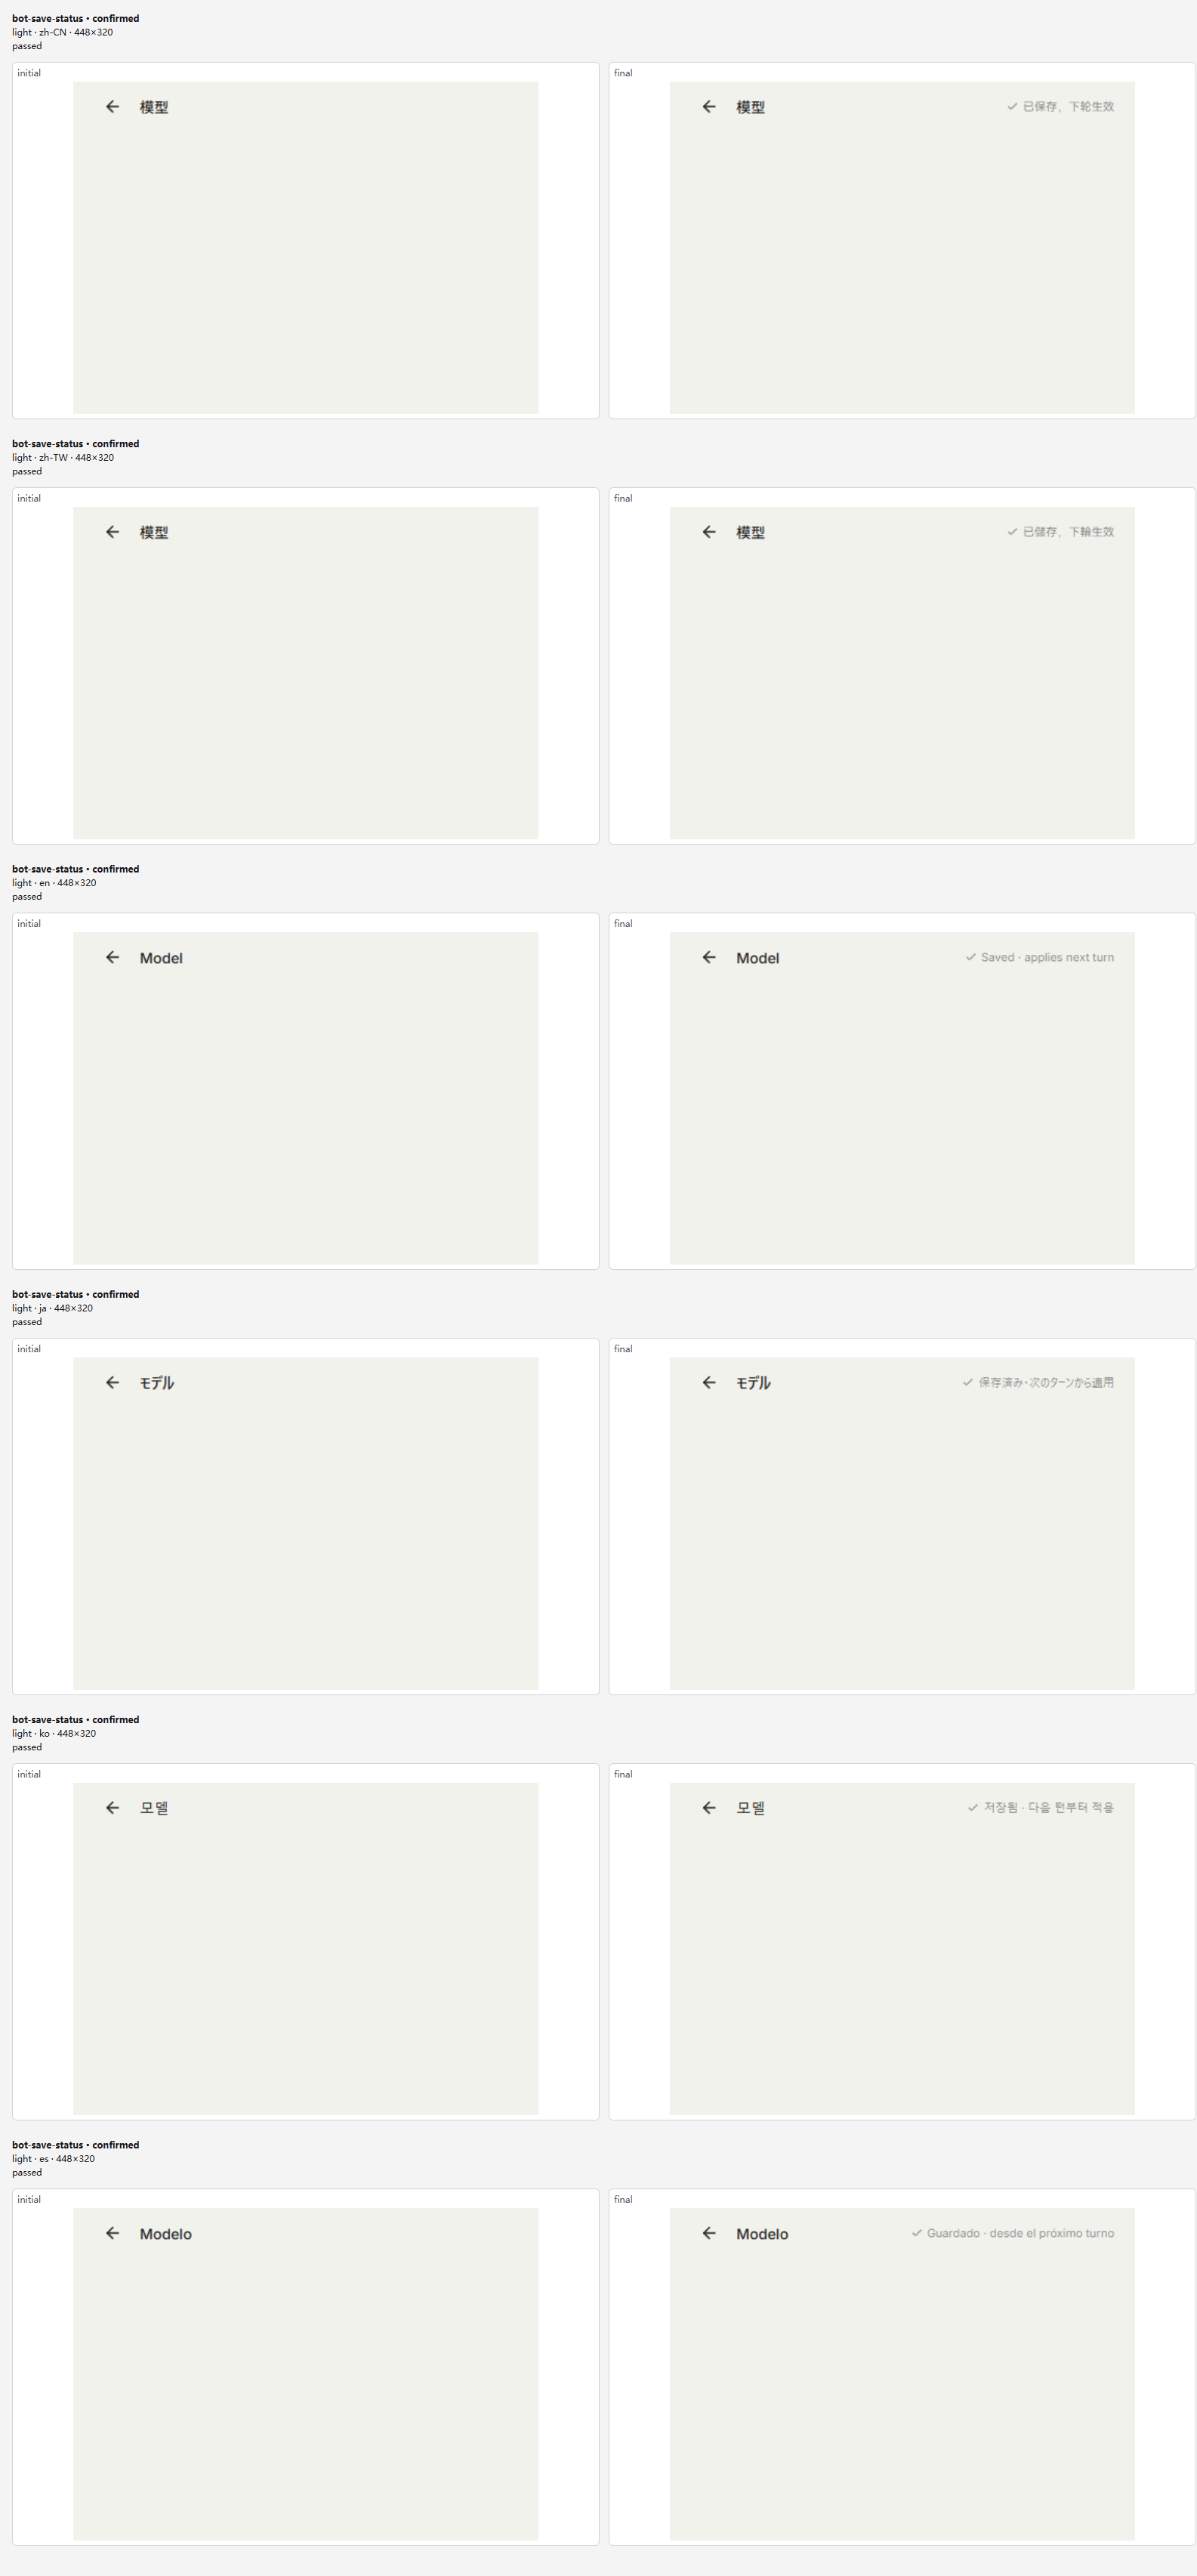 bot-save-status • confirmed
light · zh-CN · 448×320
passed
initial
模型
final
模型
已保存，下轮生效
bot-save-status • confirmed
light · zh-TW · 448×320
passed
initial
模型
final
模型
已儲存，下輪生效
bot-save-status • confirmed
light · en · 448×320
passed
initial
Model
final
Model
Saved · applies next turn
bot-save-status • confirmed
light · ja · 448×320
passed
initial
モデル
final
モデル
保存済み・次のターンから適用
bot-save-status • confirmed
light · ko · 448×320
passed
initial
모델
final
모델
저장됨 · 다음 턴부터 적용
bot-save-status • confirmed
light · es · 448×320
passed
initial
Modelo
final
Modelo
Guardado · desde el próximo turno